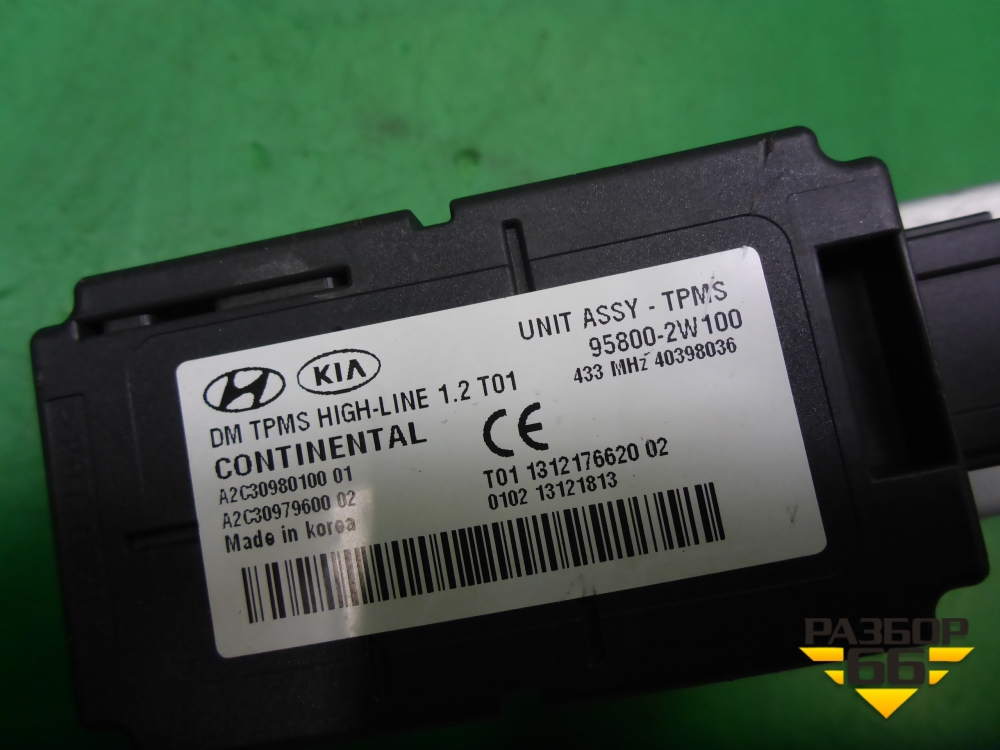 UNIT ASSY - TPMS
95800-2W100
433 MHz 40398036
KIA
DM TPMS HIGH-LINE 1.2 T01
CONTINENTAL
CE
A2C30980100 01
A2C30979600 02
Made in korea
T01 1312176620 02
0102 13121813
РАЗБОР
66